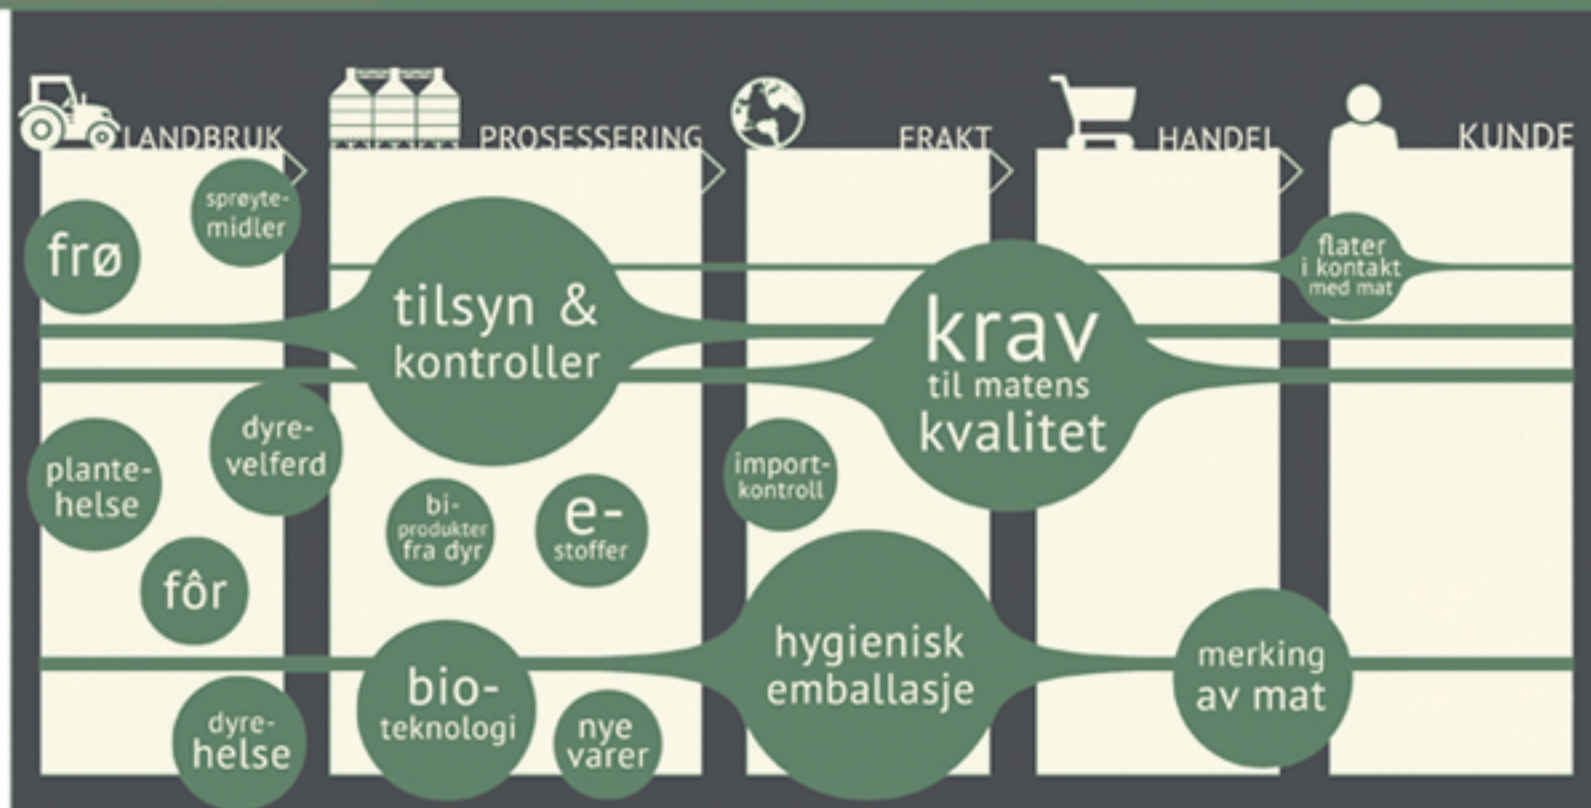 LANDBRUK
PROSESSERING
FRAKT
HANDEL
KUNDE
frø
sprøyte-
midler
plante-
helse
dyre-
velferd
fôr
dyre-
helse
tilsyn &
kontroller
bi-
produkter
fra dyr
e-
stoffer
bio-
teknologi
nye
varer
import-
kontroll
hygienisk
emballasje
krav
til matens
kvalitet
merking
av mat
flater
i kontakt
med mat